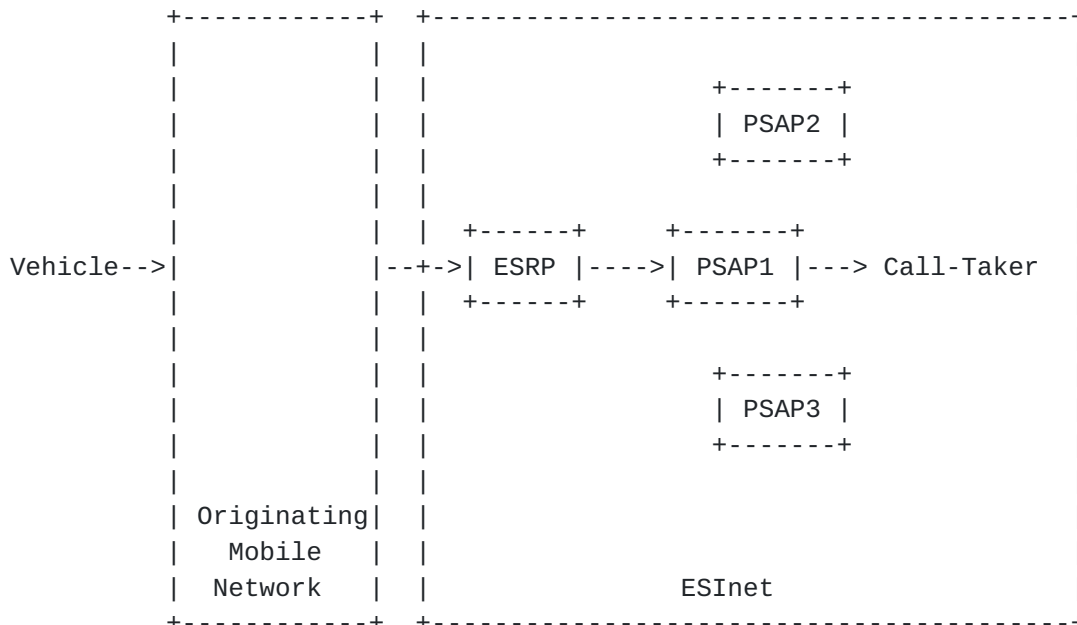 PSAP2
Vehicle-->| |--+->| ESRP |---->| PSAP1 |---> Call-Taker
PSAP3
Originating
Mobile
Network ESInet